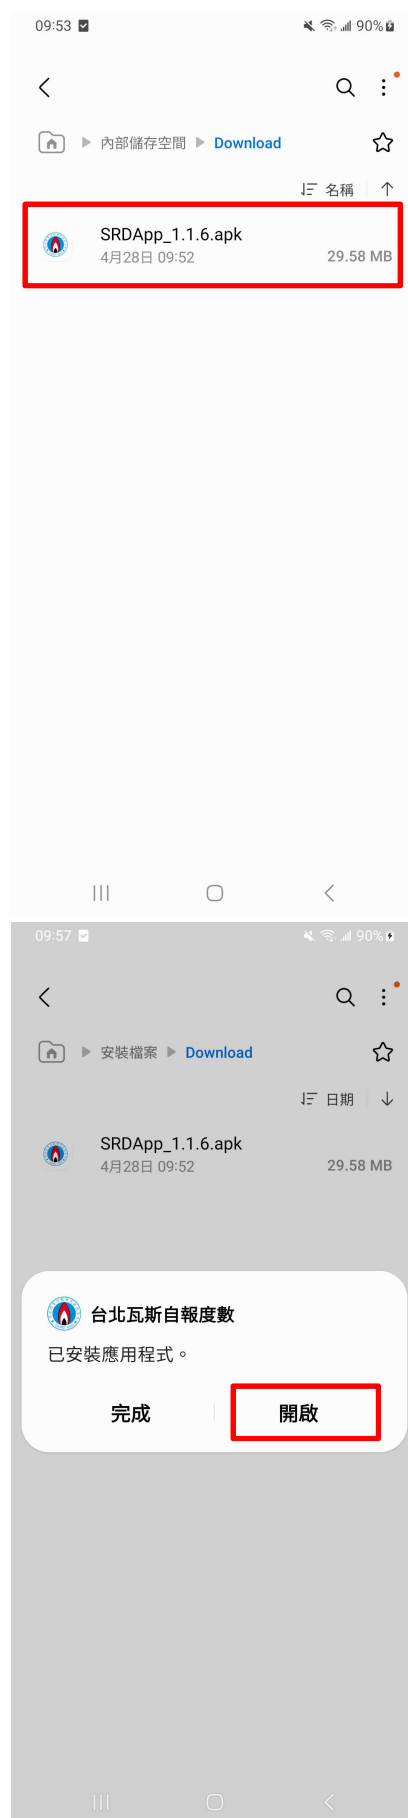 09:53 90%
內部儲存空間 Download
名稱
SRDApp_1.1.6.apk
4月28日 09:52 29.58 MB
09:57 90%
安裝檔案 Download
日期
SRDApp_1.1.6.apk
4月28日 09:52 29.58 MB
台北瓦斯自報度數
已安裝應用程式。
完成 開啟